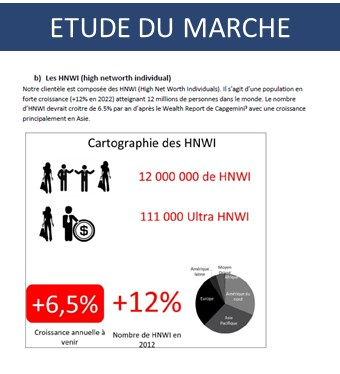 ETUDE DU MARCHE
b) Les HNWI (high networth individual)
Notre clientèle est composée des HNWI (High Net Worth Individuals). Il s'agit d'une population en
forte croissance (+12% en 2022) atteignant 12 millions de personnes dans le monde. Le nombre
d'HNWI devrait croitre de 6.5% par an d'après le Wealth Report de Capgemini³ avec une croissance
principalement en Asie.
Cartographie des HNWI
12 000 000 de HNWI
111 000 Ultra HNWI
$
+6,5%
Croissance annuelle à
venir
+12%
Nombre de HNWI en
2012
Amérique
latine
Moyen
Orient
Afrique
Amérique du
nord
Asie
Pacifique
Europe